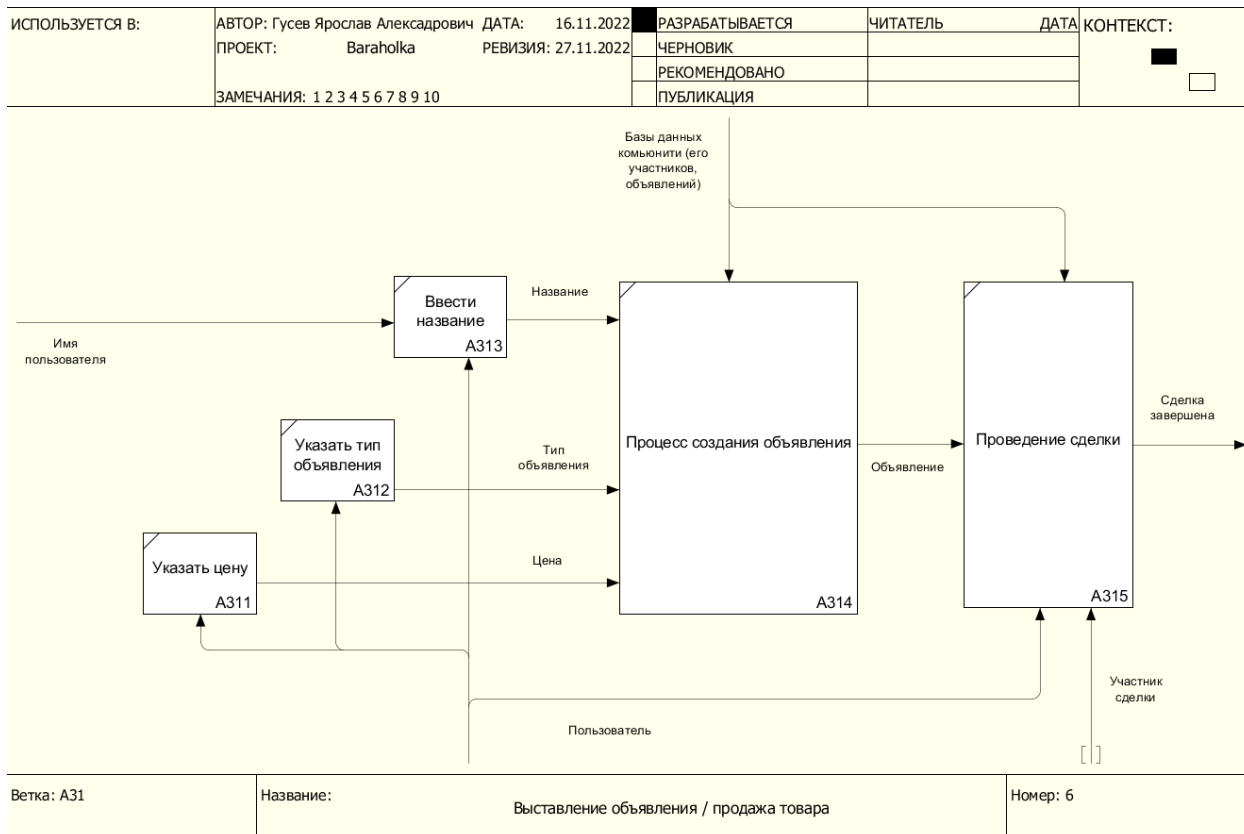 ИСПОЛЬЗУЕТСЯ В:
АВТОР: Гусев Ярослав Алексадрович ДАТА: 16.11.2022
ПРОЕКТ: Baraholka РЕВИЗИЯ: 27.11.2022
ЗАМЕЧАНИЯ: 1 2 3 4 5 6 7 8 9 10
РАЗРАБАТЫВАЕТСЯ
ЧЕРНОВИК
РЕКОМЕНДОВАНО
ПУБЛИКАЦИЯ
ЧИТАТЕЛЬ ДАТА
КОНТЕКСТ:
Базы данных
комьюнити (его
участников,
объявлений)
Имя
пользователя
Ввести
название
A313
Название
Указать тип
объявления
A312
Тип
объявления
Указать цену
A311
Цена
Процесс создания объявления
A314
Объявление
Проведение сделки
A315
Сделка
завершена
Участник
сделки
Пользователь
Ветка: A31
Название:
Выставление объявления / продажа товара
Номер: 6